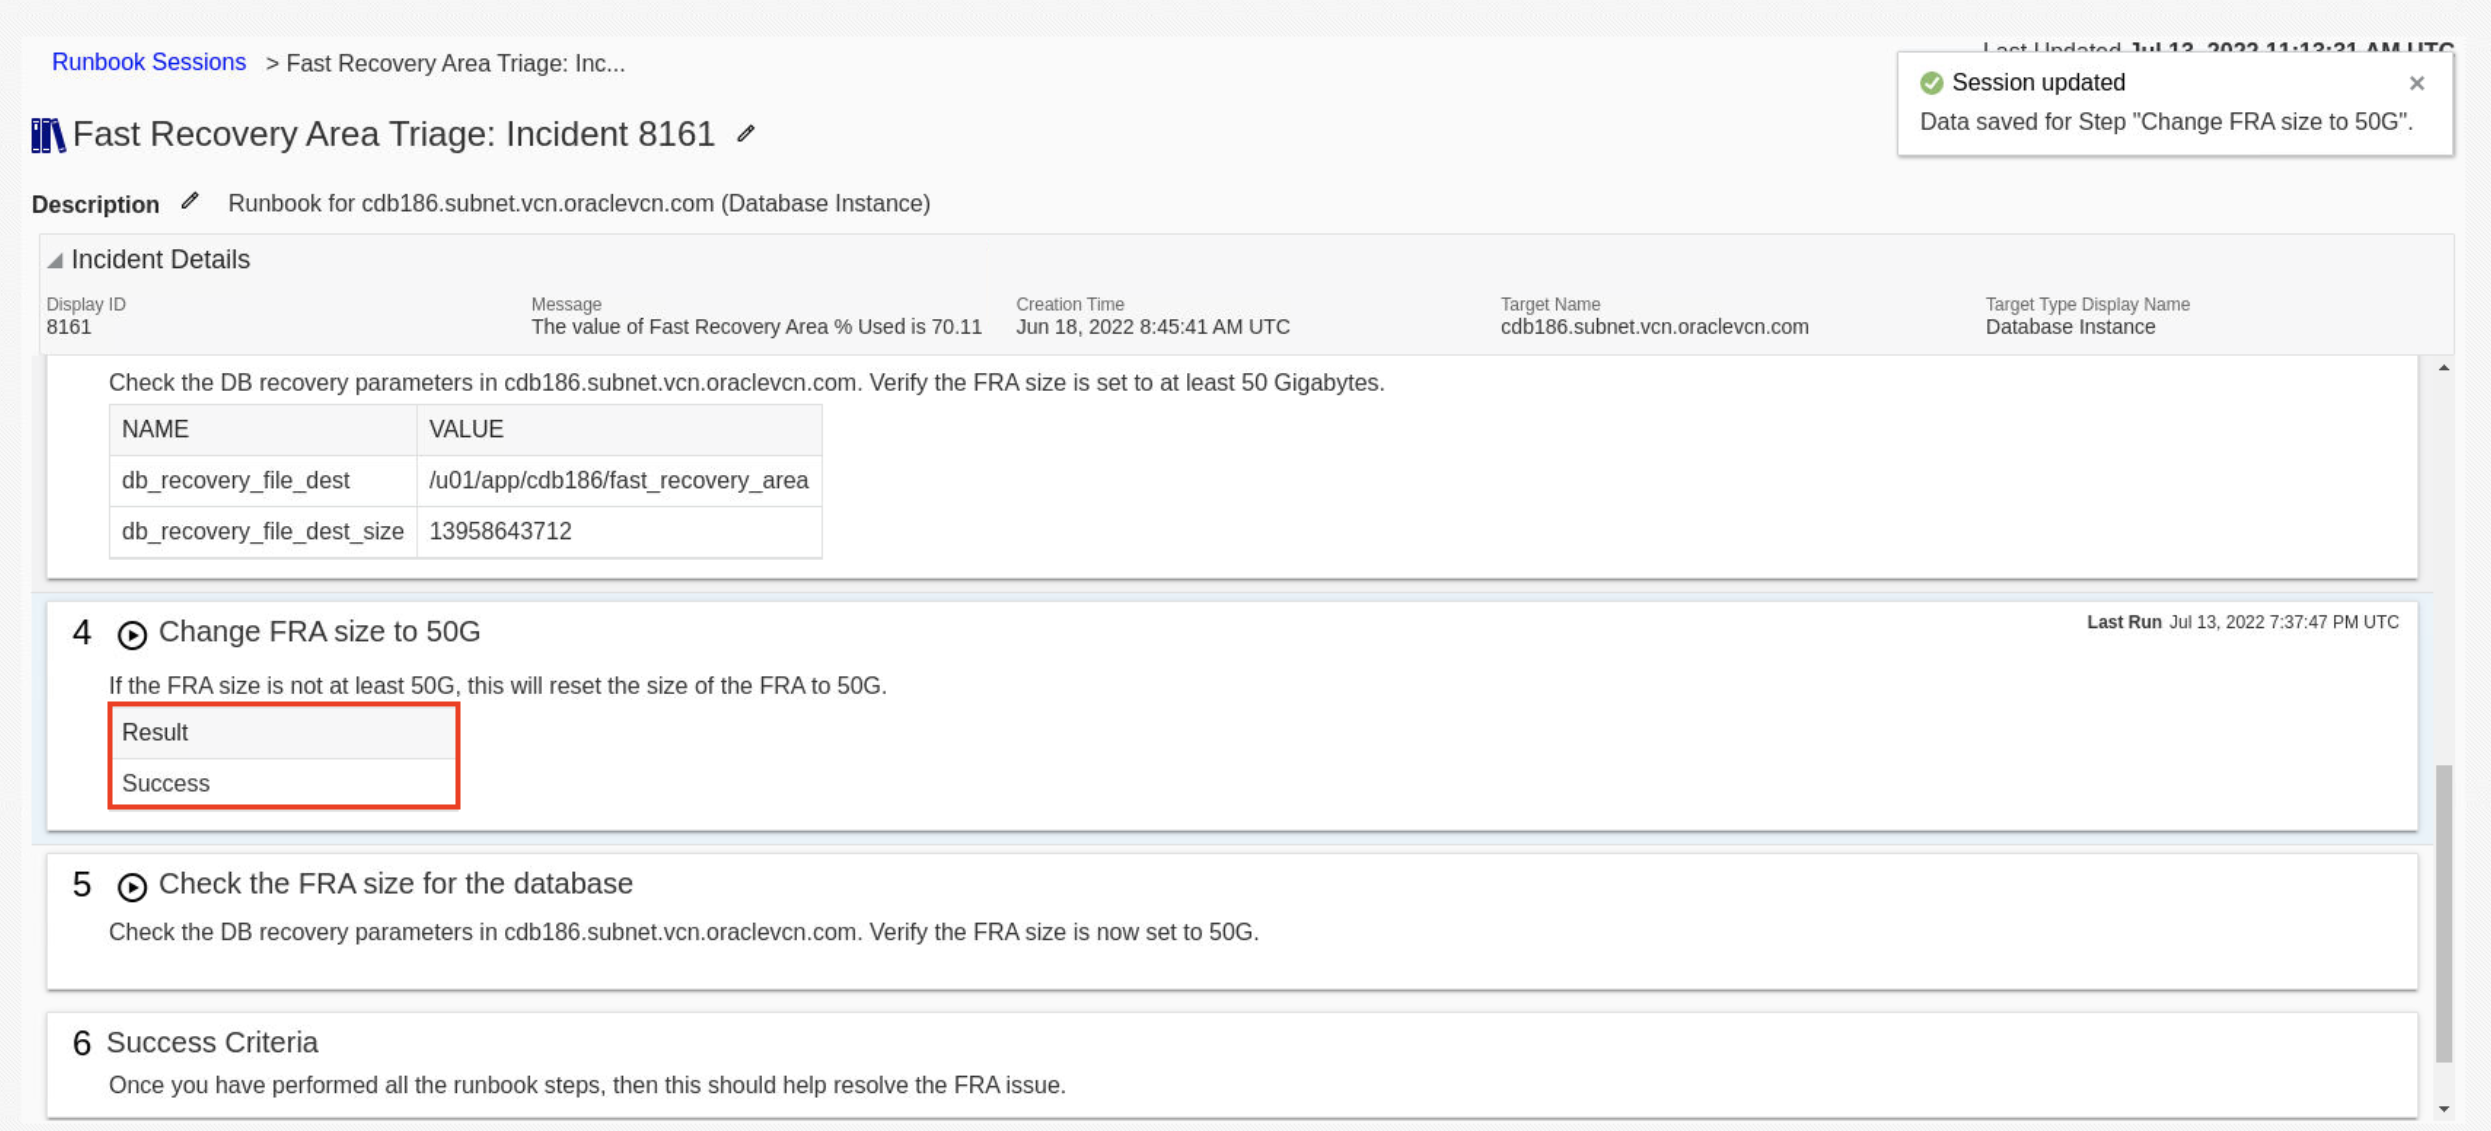 Runbook Sessions > Fast Recovery Area Triage: Inc...
Last Updated Jul 13, 2022 11:13:31 AM UTC
Session updated
Data saved for Step "Change FRA size to 50G".
Fast Recovery Area Triage: Incident 8161
Description Runbook for cdb186.subnet.vcn.oraclevcn.com (Database Instance)
Incident Details
Display ID
8161
Message
The value of Fast Recovery Area % Used is 70.11
Creation Time
Jun 18, 2022 8:45:41 AM UTC
Target Name
cdb186.subnet.vcn.oraclevcn.com
Target Type Display Name
Database Instance
Check the DB recovery parameters in cdb186.subnet.vcn.oraclevcn.com. Verify the FRA size is set to at least 50 Gigabytes.
NAME VALUE
db_recovery_file_dest /u01/app/cdb186/fast_recovery_area
db_recovery_file_dest_size 13958643712
4 Change FRA size to 50G
Last Run Jul 13, 2022 7:37:47 PM UTC
If the FRA size is not at least 50G, this will reset the size of the FRA to 50G.
Result
Success
5 Check the FRA size for the database
Check the DB recovery parameters in cdb186.subnet.vcn.oraclevcn.com. Verify the FRA size is now set to 50G.
6 Success Criteria
Once you have performed all the runbook steps, then this should help resolve the FRA issue.